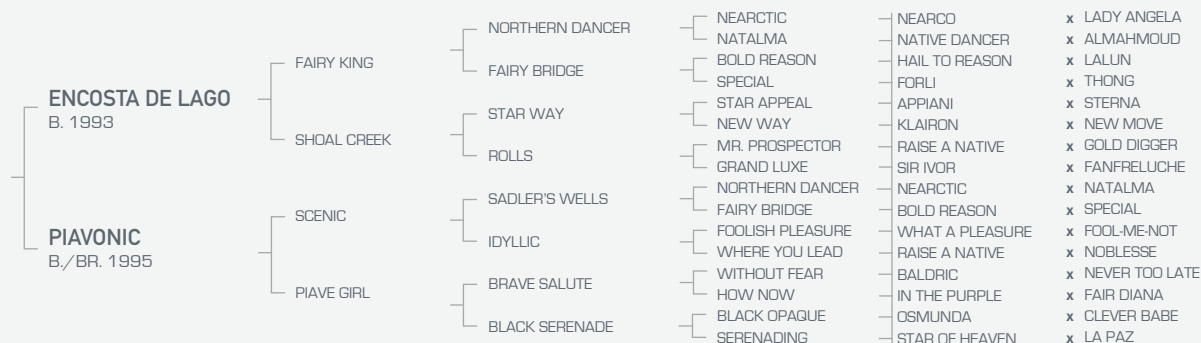 ENCOSTA DE LAGO
B. 1993
PIAVONIC
B./BR. 1995
FAIRY KING
SHOAL CREEK
SCENIC
PIAVE GIRL
NORTHERN DANCER
FAIRY BRIDGE
STAR WAY
ROLLS
SADLER'S WELLS
IDYLLIC
BRAVE SALUTE
BLACK SERENADE
NEARCTIC
NATALMA
BOLD REASON
SPECIAL
STAR APPEAL
NEW WAY
MR. PROSPECTOR
GRAND LUXE
NORTHERN DANCER
FAIRY BRIDGE
FOOLISH PLEASURE
WHERE YOU LEAD
WITHOUT FEAR
HOW NOW
BLACK OPAQUE
SERENADING
NEARCO x LADY ANGELA
NATIVE DANCER x ALMAHMOUD
HAIL TO REASON x LALUN
FORLI x THONG
APPIANI x STERNA
KLAIRON x NEW MOVE
RAISE A NATIVE x GOLD DIGGER
SIR IVOR x FANFRELUCHE
NEARCTIC x NATALMA
BOLD REASON x SPECIAL
WHAT A PLEASURE x FOOL-ME-NOT
RAISE A NATIVE x NOBLESSE
BALDRIC x NEVER TOO LATE
IN THE PURPLE x FAIR DIANA
OSMUNDA x CLEVER BABE
STAR OF HEAVEN x LA PAZ